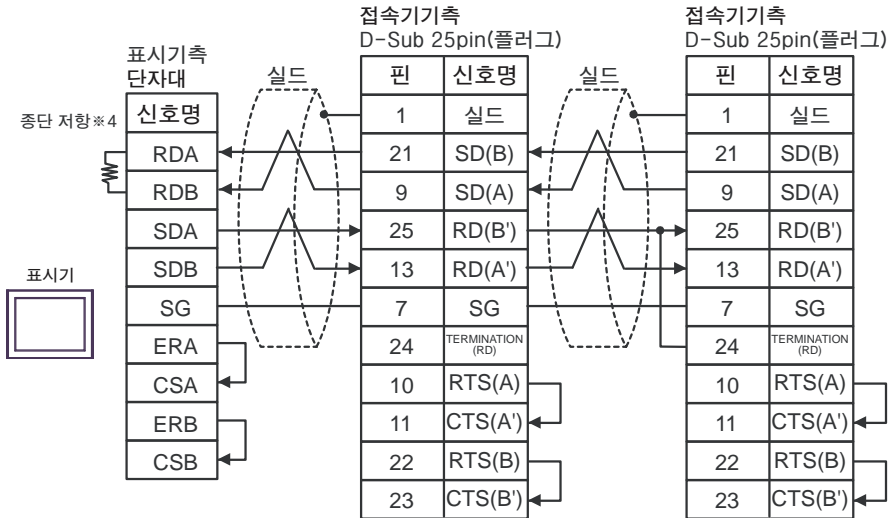 접속기기측
D-Sub 25pin(플러그)
접속기기측
D-Sub 25pin(플러그)
표시기측
단자대
실드
실드
종단 저항※4
표시기
신호명
RDA
RDB
SDA
SDB
SG
ERA
CSA
ERB
CSB
핀 신호명
1 실드
21 SD(B)
9 SD(A)
25 RD(B')
13 RD(A')
7 SG
24 TERMINATION
(RD)
10 RTS(A)
11 CTS(A')
22 RTS(B)
23 CTS(B')
핀 신호명
1 실드
21 SD(B)
9 SD(A)
25 RD(B')
13 RD(A')
7 SG
24 TERMINATION
(RD)
10 RTS(A)
11 CTS(A')
22 RTS(B)
23 CTS(B')